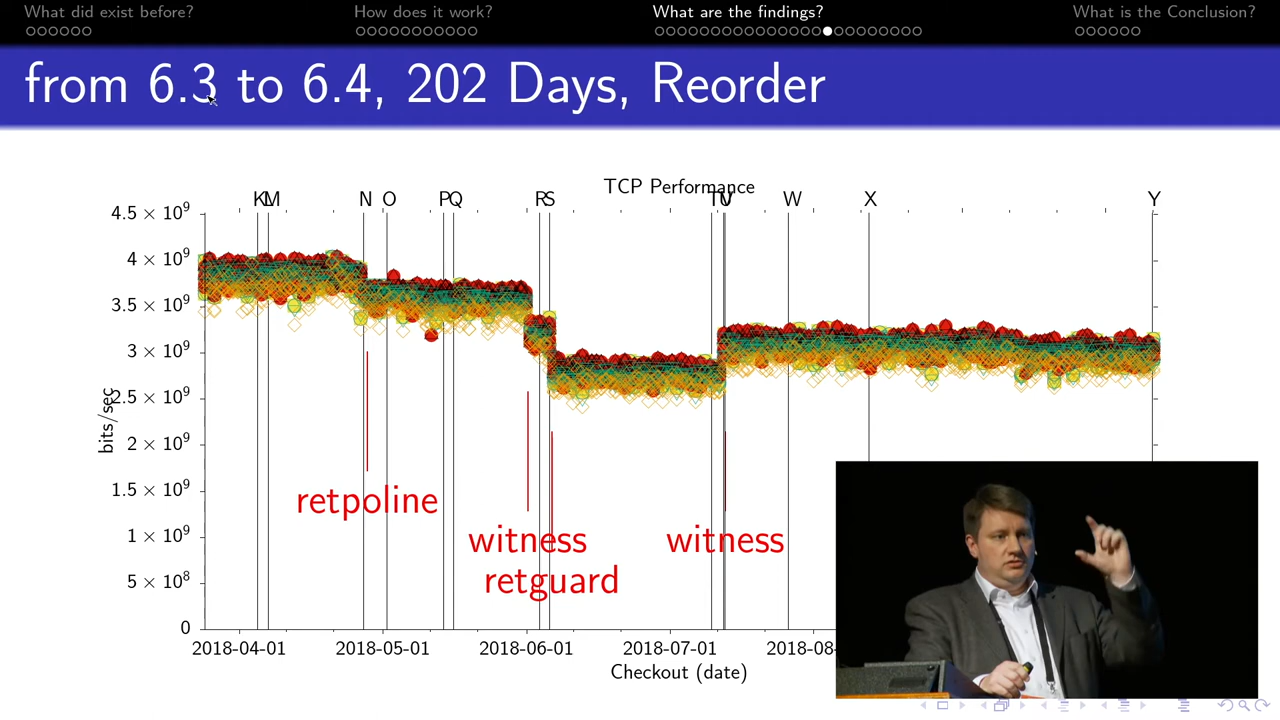 What did exist before? How does it work? What are the findings? What is the Conclusion?
from 6.3 to 6.4, 202 Days, Reorder
TCP Performance
K M N O P Q R S T W X Y
4.5 × 10⁹
4 × 10⁹
3.5 × 10⁹
3 × 10⁹
2.5 × 10⁹
2 × 10⁹
1.5 × 10⁹
1 × 10⁹
5 × 10⁸
0
bits/sec
retpoline
witness
witness
retguard
2018-04-01 2018-05-01 2018-06-01 2018-07-01 2018-08-
Checkout (date)